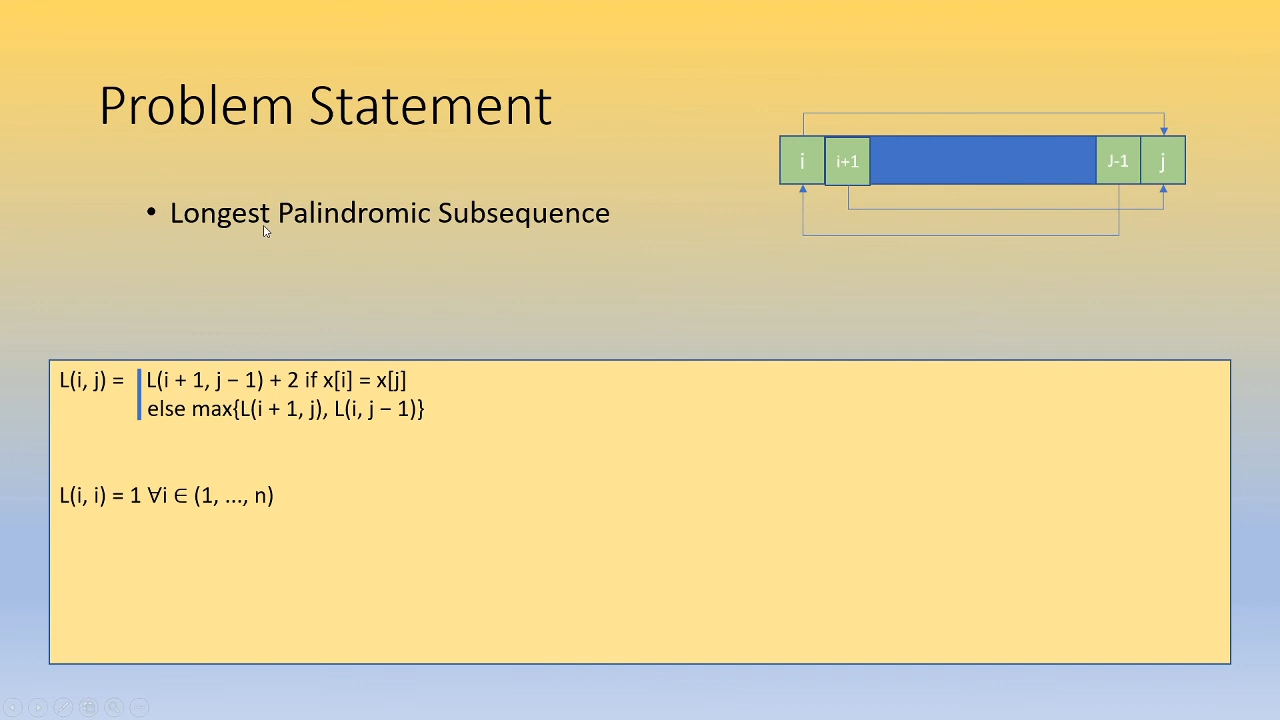 Problem Statement
i i+1 J-1 j
• Longest Palindromic Subsequence
L(i, j) = L(i + 1, j − 1) + 2 if x[i] = x[j]
else max{L(i + 1, j), L(i, j − 1)}
L(i, i) = 1 ∀i ∈ (1, ..., n)